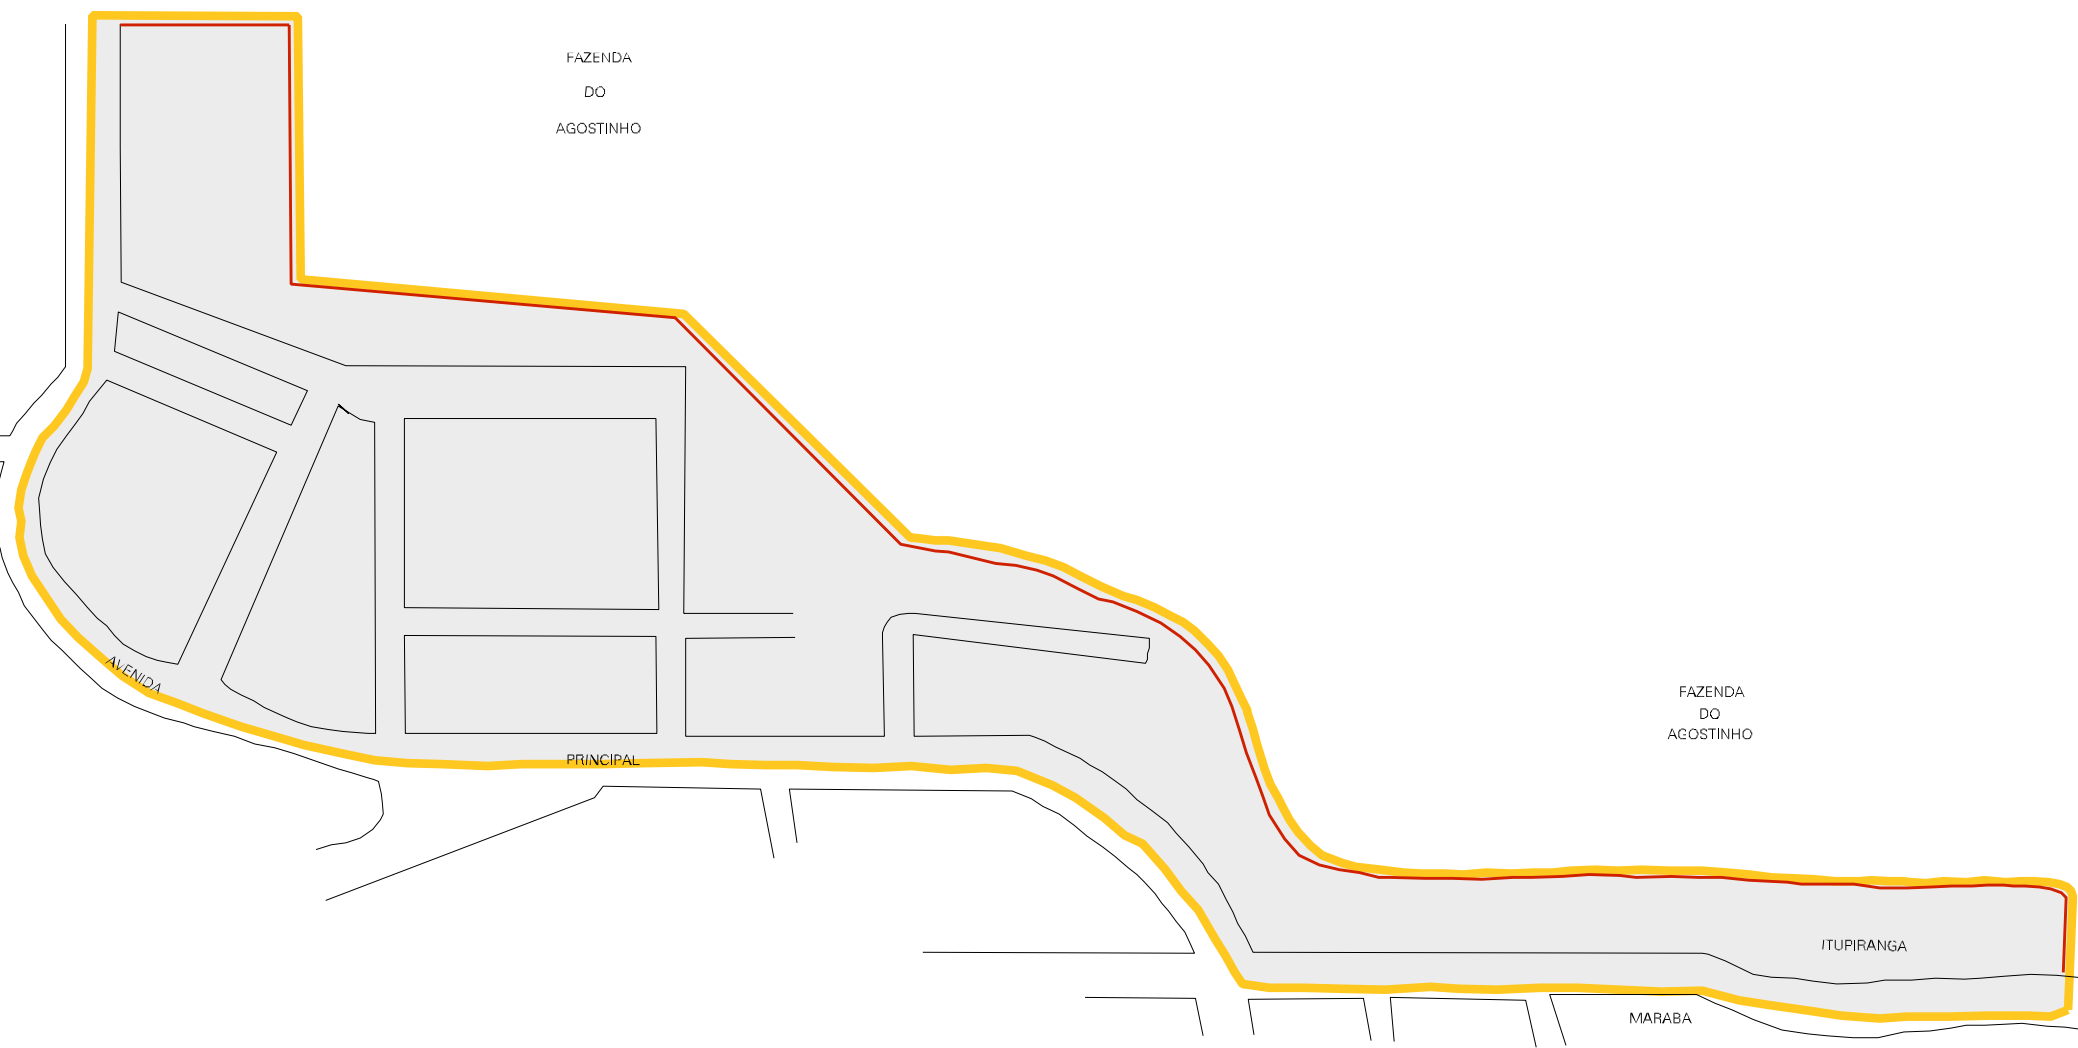 FAZENDA
DO
AGOSTINHO
AVENIDA
PRINCIPAL
FAZENDA
DO
AGOSTINHO
ITUPIRANGA
MARABA